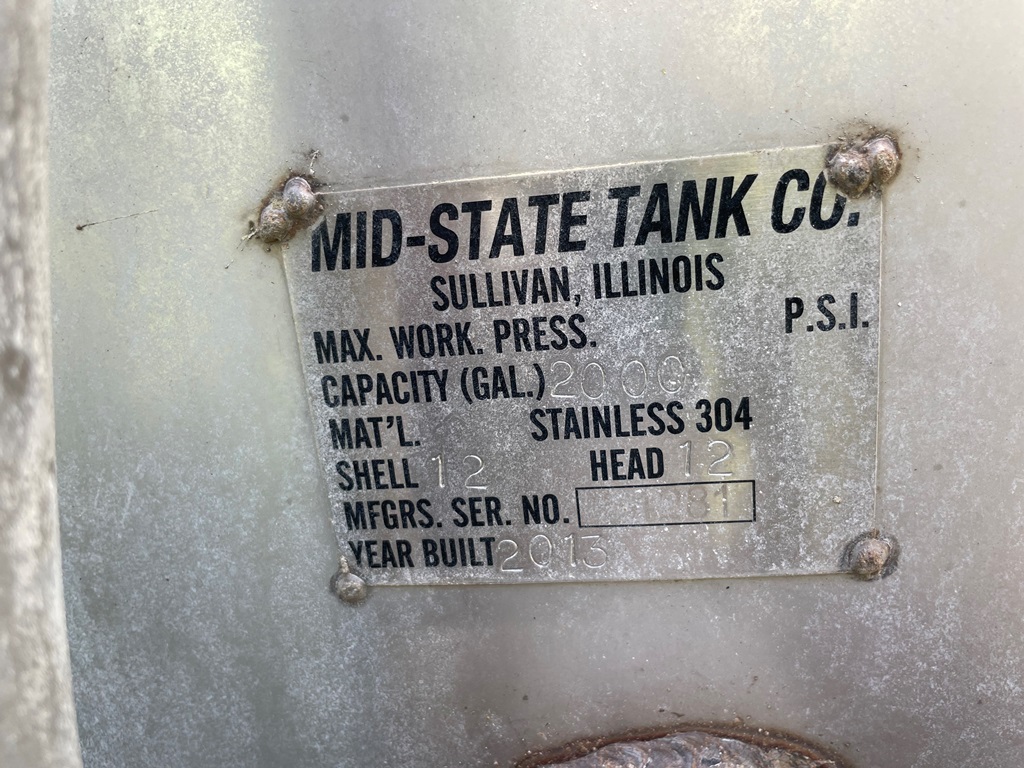 MID-STATE TANK CO.
SULLIVAN, ILLINOIS
MAX. WORK. PRESS. P.S.I.
CAPACITY (GAL.) 2000
MAT'L. STAINLESS 304
SHELL 12 HEAD 12
MFGRS. SER. NO.
YEAR BUILT 2013